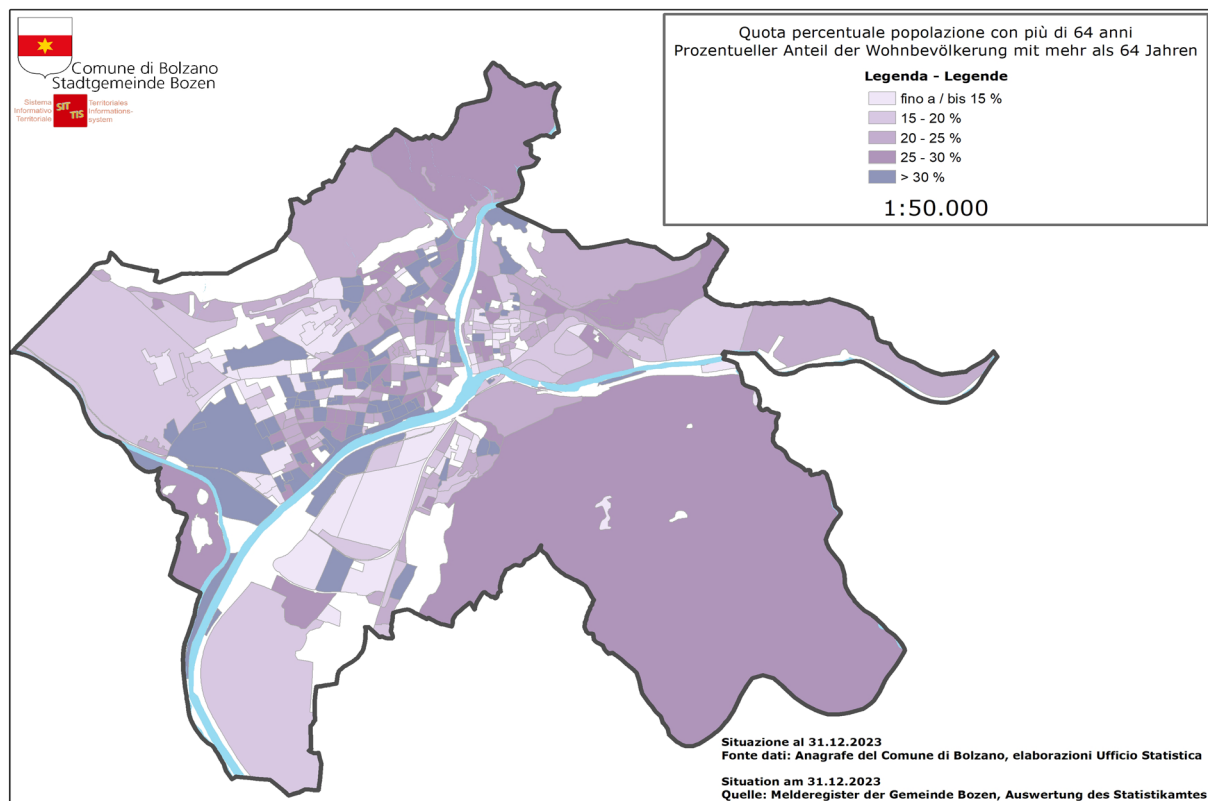 Comune di Bolzano
Stadtgemeinde Bozen
Sistema
Informativo
Territoriale
SIT
TIS
Territoriales
Informations-
system
Quota percentuale popolazione con più di 64 anni
Prozentueller Anteil der Wohnbevölkerung mit mehr als 64 Jahren
Legenda - Legende
fino a / bis 15 %
15 - 20 %
20 - 25 %
25 - 30 %
> 30 %
1:50.000
Situazione al 31.12.2023
Fonte dati: Anagrafe del Comune di Bolzano, elaborazioni Ufficio Statistica
Situation am 31.12.2023
Quelle: Melderegister der Gemeinde Bozen, Auswertung des Statistikamtes